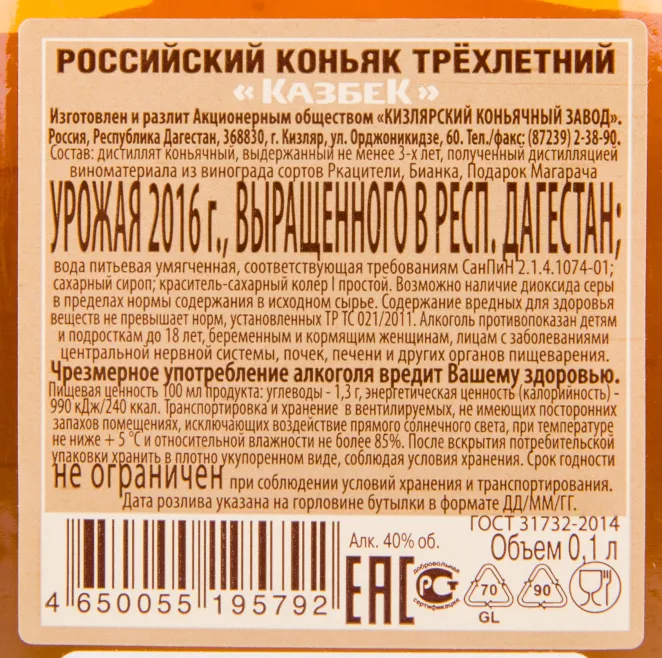 РОССИЙСКИЙ КОНЬЯК ТРЁХЛЕТНИЙ
«КАЗБЕК»
Изготовлен и разлит Акционерным обществом «КИЗЛЯРСКИЙ КОНЬЯЧНЫЙ ЗАВОД».
Россия, Республика Дагестан, 368830, г. Кизляр, ул. Орджоникидзе, 60. Тел./факс: (87239) 2-38-90.
Состав: дистиллят коньячный, выдержанный не менее 3-х лет, полученный дистилляцией
виноматериала из винограда сортов Ркацители, Бианка, Подарок Магарача
УРОЖАЯ 2016 г., ВЫРАЩЕННОГО В РЕСП. ДАГЕСТАН;
вода питьевая умягченная, соответствующая требованиям СанПиН 2.1.4.1074-01;
сахарный сироп; краситель-сахарный колер I простой. Возможно наличие диоксида серы
в пределах нормы содержания в исходном сырье. Содержание вредных для здоровья
веществ не превышает норм, установленных ТР ТС 021/2011. Алкоголь противопоказан детям
и подросткам до 18 лет, беременным и кормящим женщинам, лицам с заболеваниями
центральной нервной системы, почек, печени и других органов пищеварения.
Чрезмерное употребление алкоголя вредит Вашему здоровью.
Пищевая ценность 100 мл продукта: углеводы - 1,3 г, энергетическая ценность (калорийность) -
990 кДж/240 ккал. Транспортировка и хранение в вентилируемых, не имеющих посторонних
запахов помещениях, исключающих воздействие прямого солнечного света, при температуре
не ниже + 5 °С и относительной влажности не более 85%. После вскрытия потребительской
упаковки хранить в плотно укупоренном виде, соблюдая условия хранения. Срок годности
не ограничен при соблюдении условий хранения и транспортирования.
Дата розлива указана на горловине бутылки в формате ДД/ММ/ГГ.
ГОСТ 31732-2014
Алк. 40% об.
Объем 0,1 л
4 650055 195792
ЕАС
добровольная
РСТ
сертификация
70
GL
90